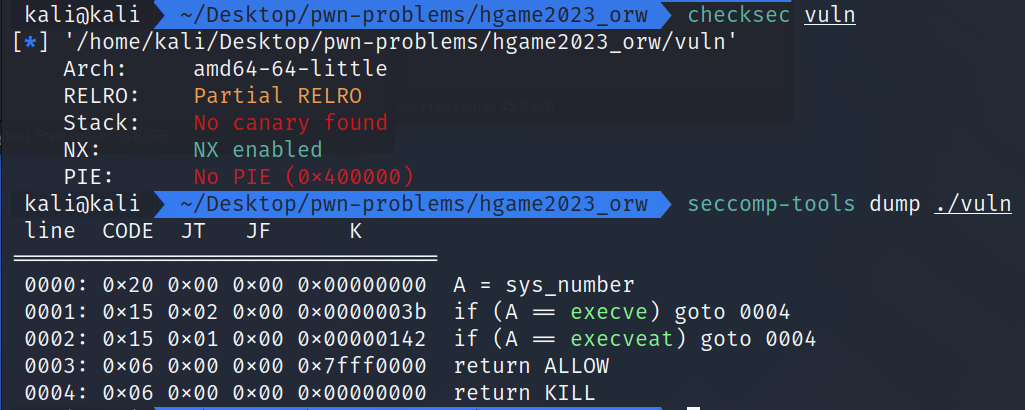 kali@kali ~/Desktop/pwn-problems/hgame2023_orw checksec vuln
[*] '/home/kali/Desktop/pwn-problems/hgame2023_orw/vuln'
Arch: amd64-64-little
RELRO: Partial RELRO
Stack: No canary found
NX: NX enabled
PIE: No PIE (0x400000)
kali@kali ~/Desktop/pwn-problems/hgame2023_orw seccomp-tools dump ./vuln
line CODE JT JF K
=================================
0000: 0x20 0x00 0x00 0x00000000 A = sys_number
0001: 0x15 0x02 0x00 0x0000003b if (A == execve) goto 0004
0002: 0x15 0x01 0x00 0x00000142 if (A == execveat) goto 0004
0003: 0x06 0x00 0x00 0x7fff0000 return ALLOW
0004: 0x06 0x00 0x00 0x00000000 return KILL